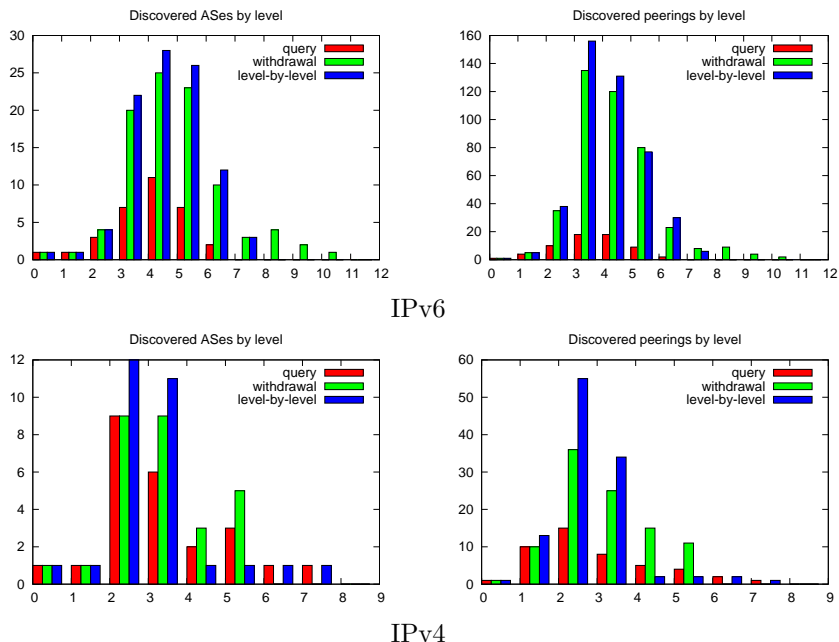 Discovered ASes by level
30
25
20
15
10
5
0
0 1 2 3 4 5 6 7 8 9 10 11 12
query
withdrawal
level-by-level
Discovered peerings by level
160
140
120
100
80
60
40
20
0
0 1 2 3 4 5 6 7 8 9 10 11 12
query
withdrawal
level-by-level
IPv6
Discovered ASes by level
12
10
8
6
4
2
0
0 1 2 3 4 5 6 7 8 9
query
withdrawal
level-by-level
Discovered peerings by level
60
50
40
30
20
10
0
0 1 2 3 4 5 6 7 8 9
query
withdrawal
level-by-level
IPv4